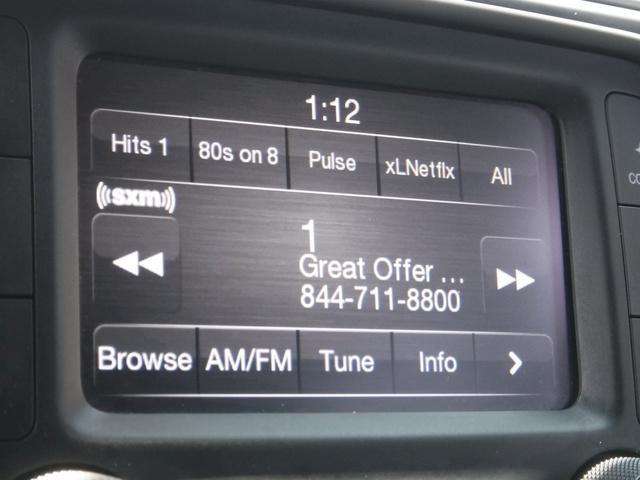 1:12
Hits 1 80s on 8 Pulse xLNetflx All
((sxm))
1
Great Offer ...
844-711-8800
Browse AM/FM Tune Info >